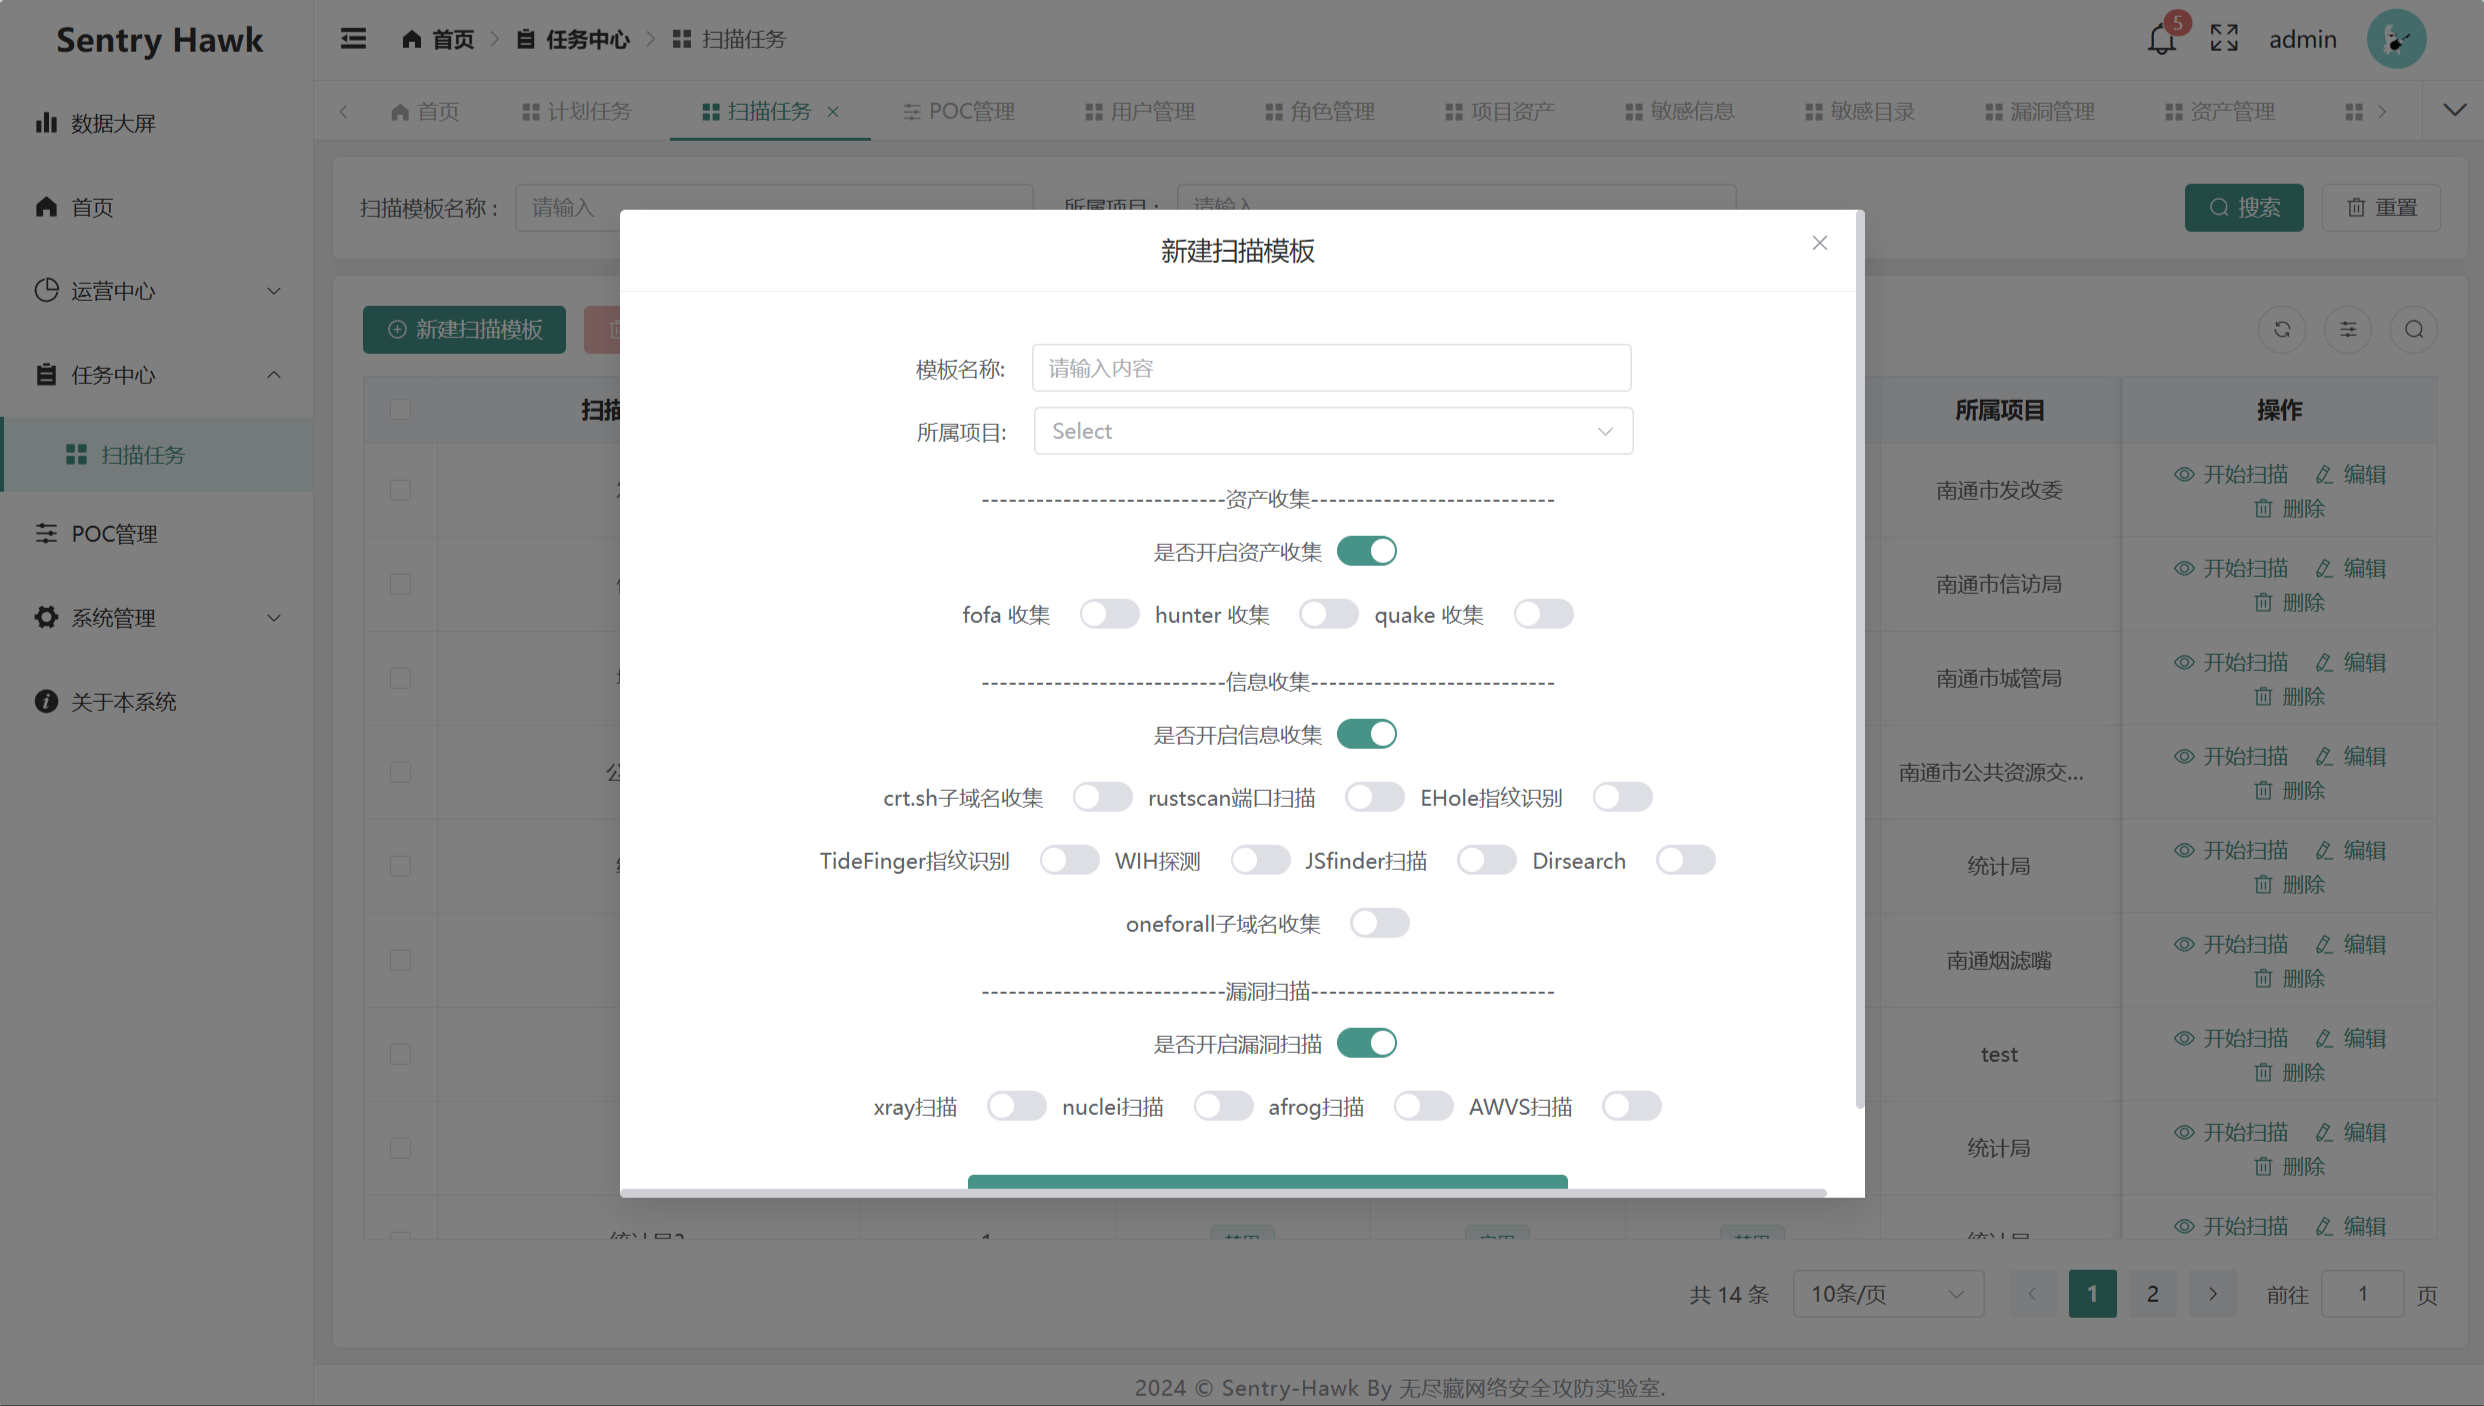 Sentry Hawk
首页 任务中心 扫描任务
5
admin
首页 计划任务 扫描任务 POC管理 用户管理 角色管理 项目资产 敏感信息 敏感目录 漏洞管理 资产管理
数据大屏
首页
运营中心
任务中心
扫描任务
POC管理
系统管理
关于本系统
扫描模板名称 : 请输入 所属项目 : 请输入 搜索 重置
新建扫描模板
所属项目 操作
南通市发改委 开始扫描 编辑 删除
南通市信访局 开始扫描 编辑 删除
南通市城管局 开始扫描 编辑 删除
南通市公共资源交... 开始扫描 编辑 删除
统计局 开始扫描 编辑 删除
南通烟滤嘴 开始扫描 编辑 删除
test 开始扫描 编辑 删除
统计局 开始扫描 编辑 删除
开始扫描 编辑
新建扫描模板
模板名称: 请输入内容
所属项目: Select
---------------------------资产收集---------------------------
是否开启资产收集
fofa 收集 hunter 收集 quake 收集
---------------------------信息收集---------------------------
是否开启信息收集
crt.sh子域名收集 rustscan端口扫描 EHole指纹识别
TideFinger指纹识别 WIH探测 JSfinder扫描 Dirsearch
oneforall子域名收集
---------------------------漏洞扫描---------------------------
是否开启漏洞扫描
xray扫描 nuclei扫描 afrog扫描 AWVS扫描
共 14 条 10条/页 1 2 前往 1 页
2024 © Sentry-Hawk By 无尽藏网络安全攻防实验室.